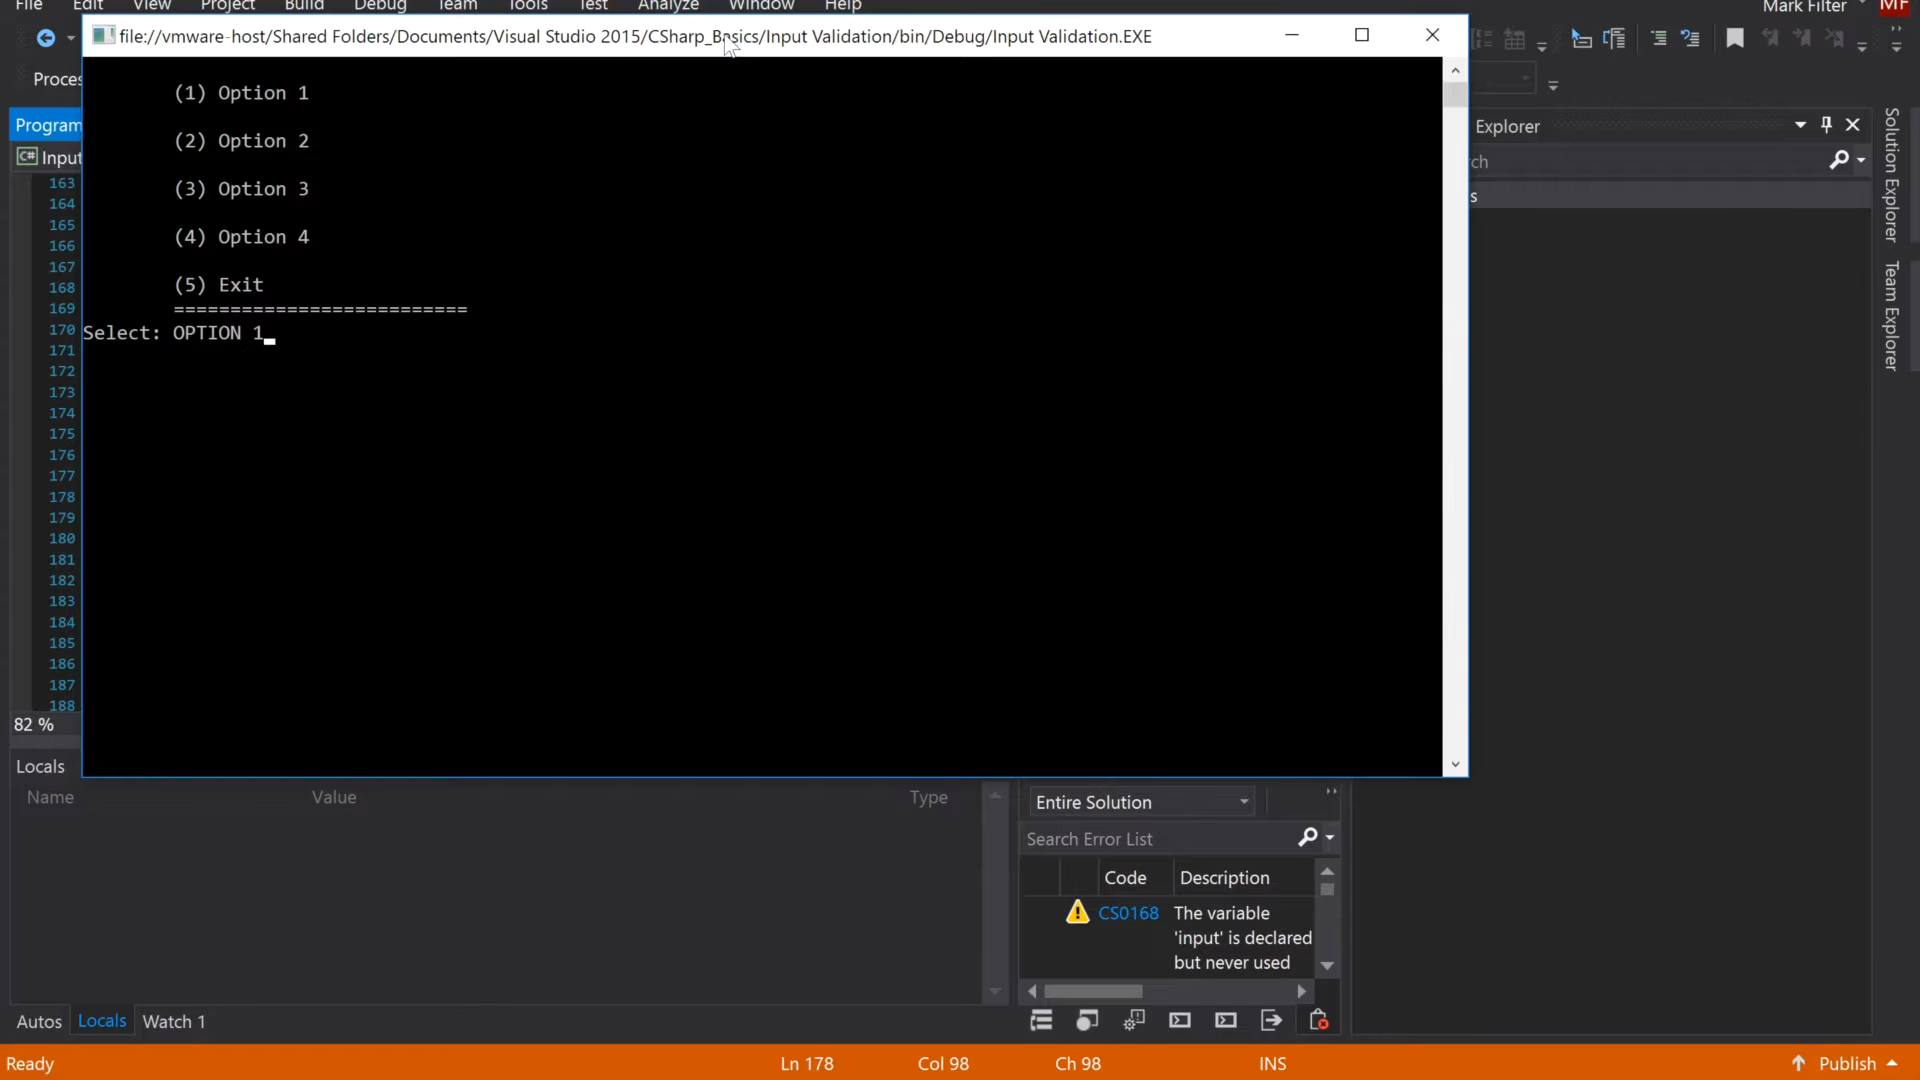 File Edit View Project Build Debug Team Tools Test Analyze Window Help
Mark Filter MF
file://vmware-host/Shared Folders/Documents/Visual Studio 2015/CSharp_Basics/Input Validation/bin/Debug/Input Validation.EXE
Proces
(1) Option 1
(2) Option 2
(3) Option 3
(4) Option 4
(5) Exit
==========================
Select: OPTION 1
Program
C# Input
163
164
165
166
167
168
169
170
171
172
173
174
175
176
177
178
179
180
181
182
183
184
185
186
187
188
82 %
Explorer
rch
s
Solution Explorer
Team Explorer
Locals
Name Value Type
Entire Solution
Search Error List
Code Description
CS0168 The variable
'input' is declared
but never used
Autos Locals Watch 1
Ready Ln 178 Col 98 Ch 98 INS Publish